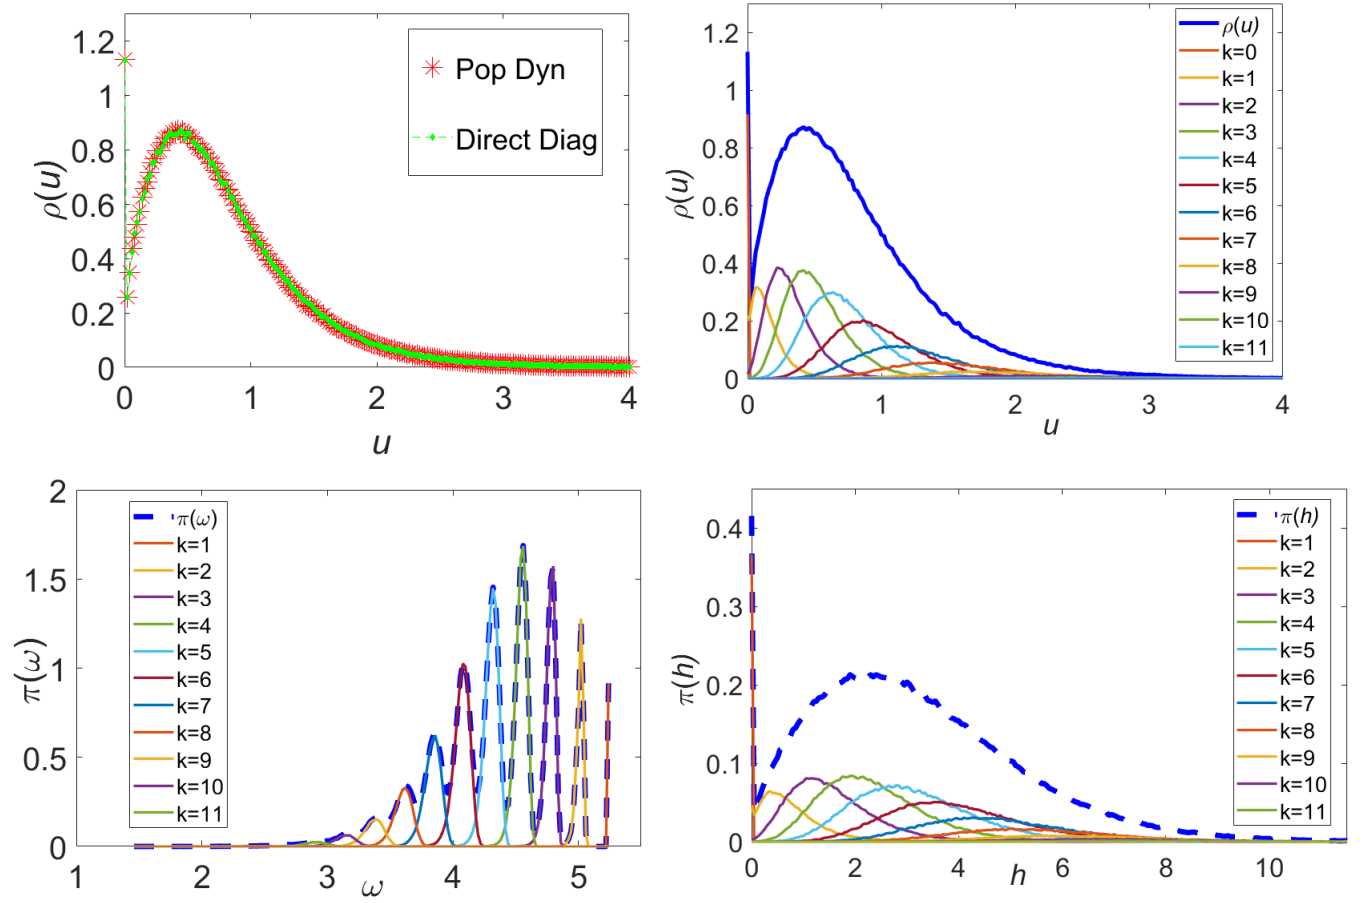 1.2
1
0.8
0.6
0.4
0.2
0
ρ(u)
0
1
2
3
4
u
Pop Dyn
Direct Diag
1.2
1
0.8
0.6
0.4
0.2
0
ρ(u)
0
1
2
3
4
u
ρ(u)
k=0
k=1
k=2
k=3
k=4
k=5
k=6
k=7
k=8
k=9
k=10
k=11
2
1.5
1
0.5
0
π(ω)
1
2
3
4
5
ω
π(ω)
k=1
k=2
k=3
k=4
k=5
k=6
k=7
k=8
k=9
k=10
k=11
0.4
0.3
0.2
0.1
0
π(h)
0
2
4
6
8
10
h
π(h)
k=1
k=2
k=3
k=4
k=5
k=6
k=7
k=8
k=9
k=10
k=11